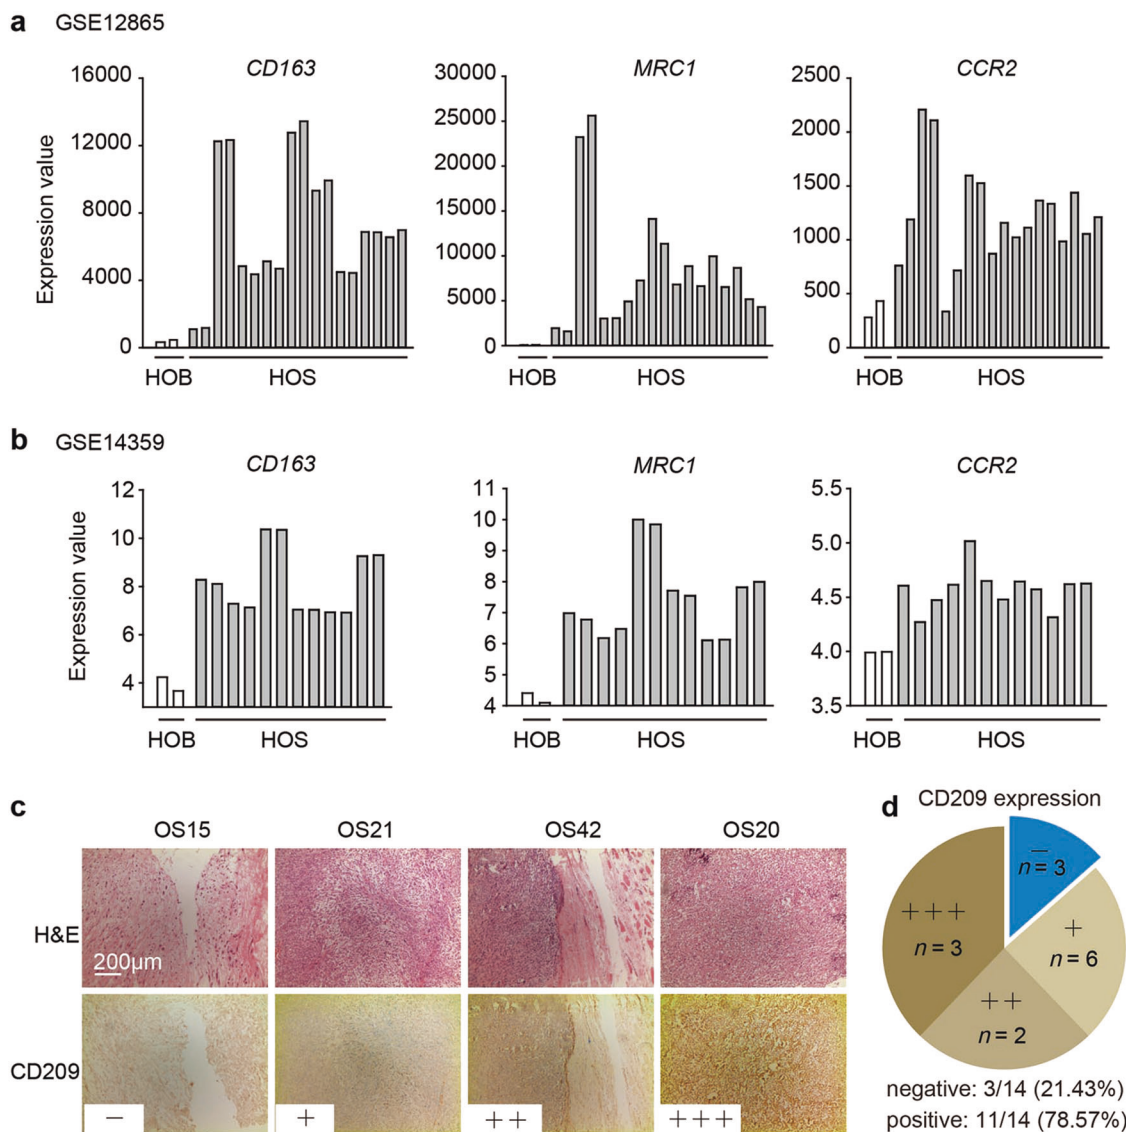 a GSE12865
CD163
MRC1
CCR2
Expression value
16000
12000
8000
4000
0
HOB
HOS
30000
25000
20000
15000
10000
5000
0
HOB
HOS
2500
2000
1500
1000
500
0
HOB
HOS
b GSE14359
CD163
MRC1
CCR2
Expression value
12
10
8
6
4
HOB
HOS
11
10
9
8
7
6
5
4
HOB
HOS
5.5
5.0
4.5
4.0
3.5
HOB
HOS
c
OS15
OS21
OS42
OS20
H&E
200µm
CD209
−
+
++
+++
d
CD209 expression
−
n = 3
+
n = 6
++
n = 2
+++
n = 3
negative: 3/14 (21.43%)
positive: 11/14 (78.57%)